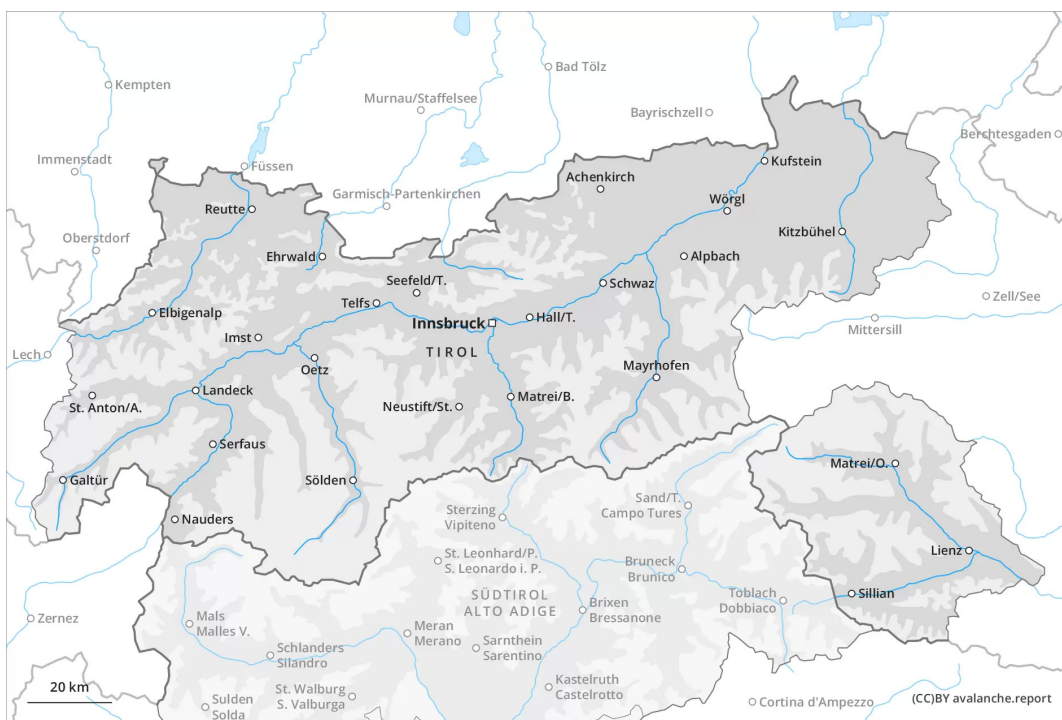 Kempten
Bad Tölz
Murnau/Staffelsee
Bayrischzell
Berchtesgaden
Immenstadt
Füssen
Kufstein
Achenkirch
Garmisch-Partenkirchen
Reutte
Wörgl
Kitzbühel
Oberstdorf
Ehrwald
Alpbach
Seefeld/T.
Schwaz
Zell/See
Telfs
Elbigenalp
Hall/T.
Innsbruck
Mittersill
Imst
TIROL
Lech
Oetz
Mayrhofen
Landeck
St. Anton/A.
Neustift/St.
Matrei/B.
Serfaus
Matrei/O.
Galtür
Sölden
Sand/T.
Campo Tures
Sterzing
Vipiteno
Nauders
Lienz
St. Leonhard/P.
S. Leonardo i. P.
Bruneck
Brunico
SÜDTIROL
ALTO ADIGE
Toblach
Dobbiaco
Sillian
Brixen
Bressanone
Zernez
Mals
Malles V.
Meran
Merano
Sarnthein
Sarentino
Schlanders
Silandro
20 km
St. Walburg
S. Valburga
Kastelruth
Castelrotto
Sulden
Solda
Cortina d'Ampezzo
(CC)BY avalanche.report